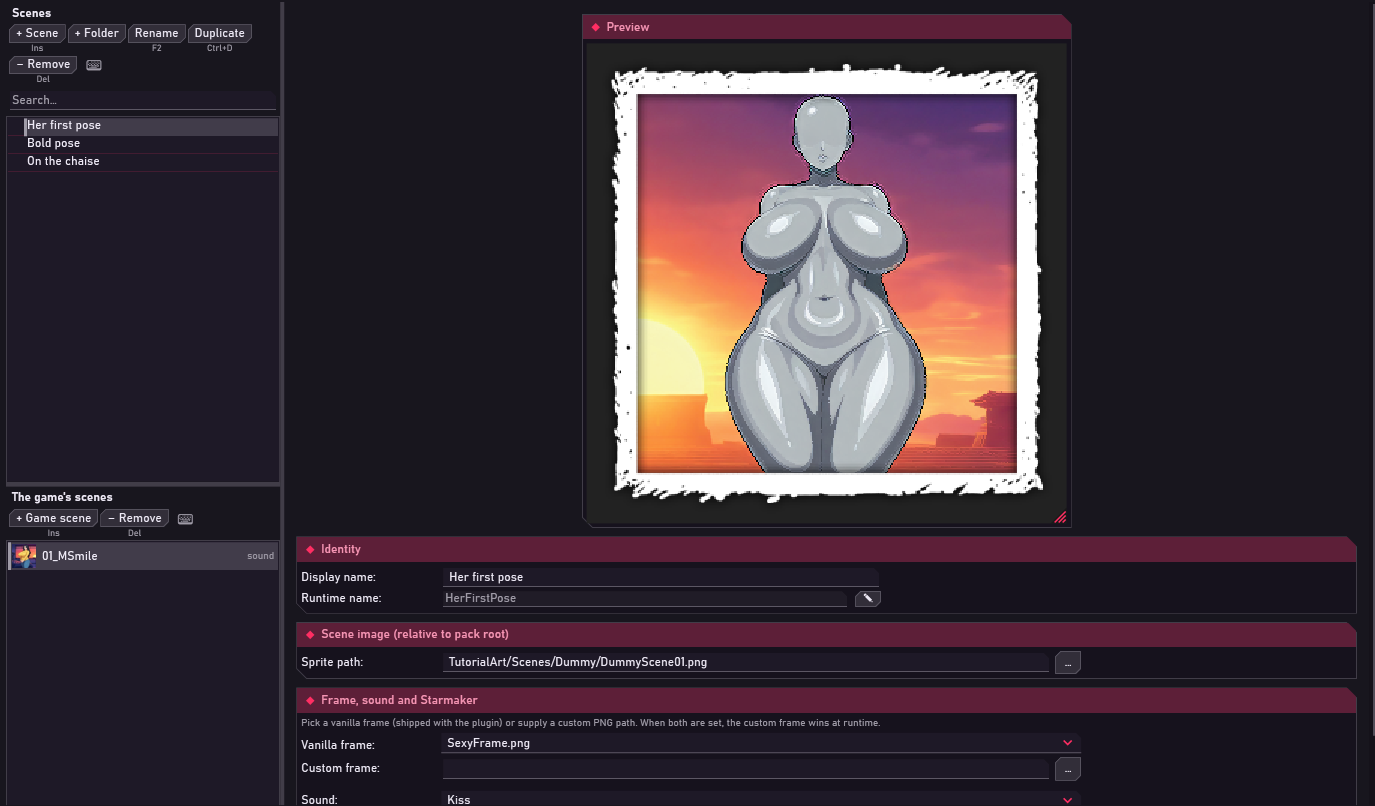 Scenes
+ Scene
+ Folder
Rename
Duplicate
Ins
F2
Ctrl+D
− Remove
Del
Search...
Her first pose
Bold pose
On the chaise
The game's scenes
+ Game scene
− Remove
Ins
Del
01_MSmile
sound
Preview
Identity
Display name:
Her first pose
Runtime name:
HerFirstPose
Scene image (relative to pack root)
Sprite path:
TutorialArt/Scenes/Dummy/DummyScene01.png
...
Frame, sound and Starmaker
Pick a vanilla frame (shipped with the plugin) or supply a custom PNG path. When both are set, the custom frame wins at runtime.
Vanilla frame:
SexyFrame.png
Custom frame:
...
Sound:
Kiss